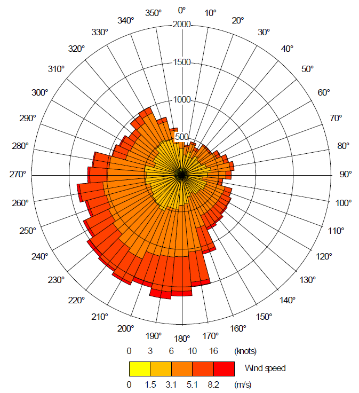 350° 0° 10°
340° 2000 20°
330° 30°
320° 1500 40°
310° 50°
300° 1000 60°
290° 500 70°
280° 80°
270° 90°
260° 100°
250° 110°
240° 120°
230° 130°
220° 140°
210° 150°
200° 160°
190° 180° 170°
0 3 6 10 16 (knots)
Wind speed
0 1.5 3.1 5.1 8.2 (m/s)